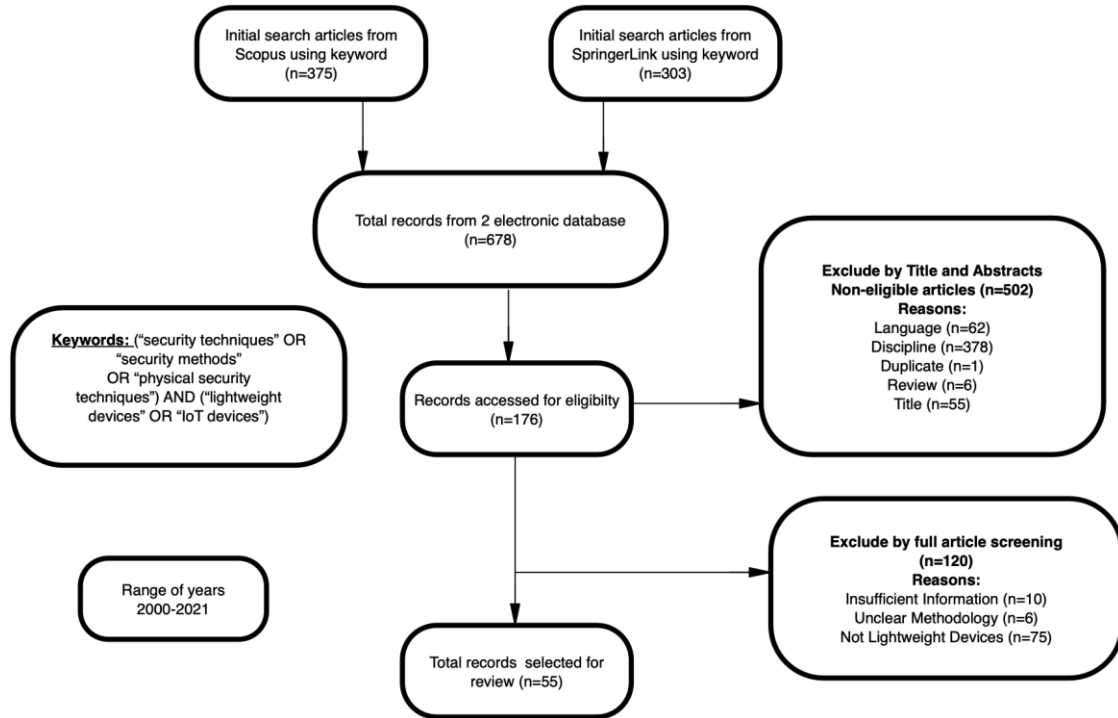 Initial search articles from
Scopus using keyword
(n=375)
Initial search articles from
SpringerLink using keyword
(n=303)
Total records from 2 electronic database
(n=678)
Exclude by Title and Abstracts
Non-eligible articles (n=502)
Reasons:
Language (n=62)
Discipline (n=378)
Duplicate (n=1)
Review (n=6)
Title (n=55)
Keywords: (“security techniques” OR
“security methods”
OR “physical security
techniques”) AND (“lightweight
devices” OR “IoT devices”)
Records accessed for eligibilty
(n=176)
Exclude by full article screening
(n=120)
Reasons:
Insufficient Information (n=10)
Unclear Methodology (n=6)
Not Lightweight Devices (n=75)
Range of years
2000-2021
Total records selected for
review (n=55)